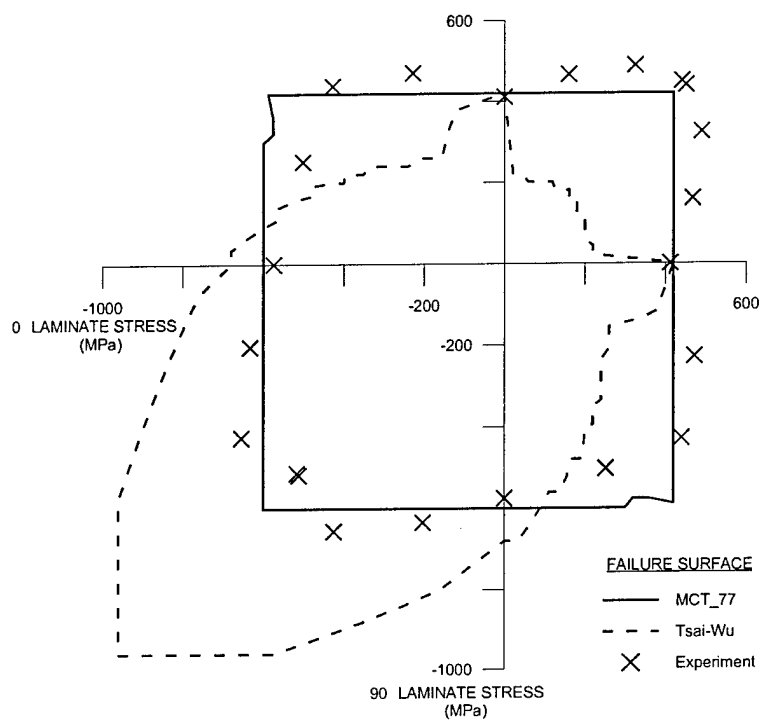 600
-1000
-200
600
0 LAMINATE STRESS
(MPa)
-200
FAILURE SURFACE
MCT_77
Tsai-Wu
Experiment
-1000
90 LAMINATE STRESS
(MPa)